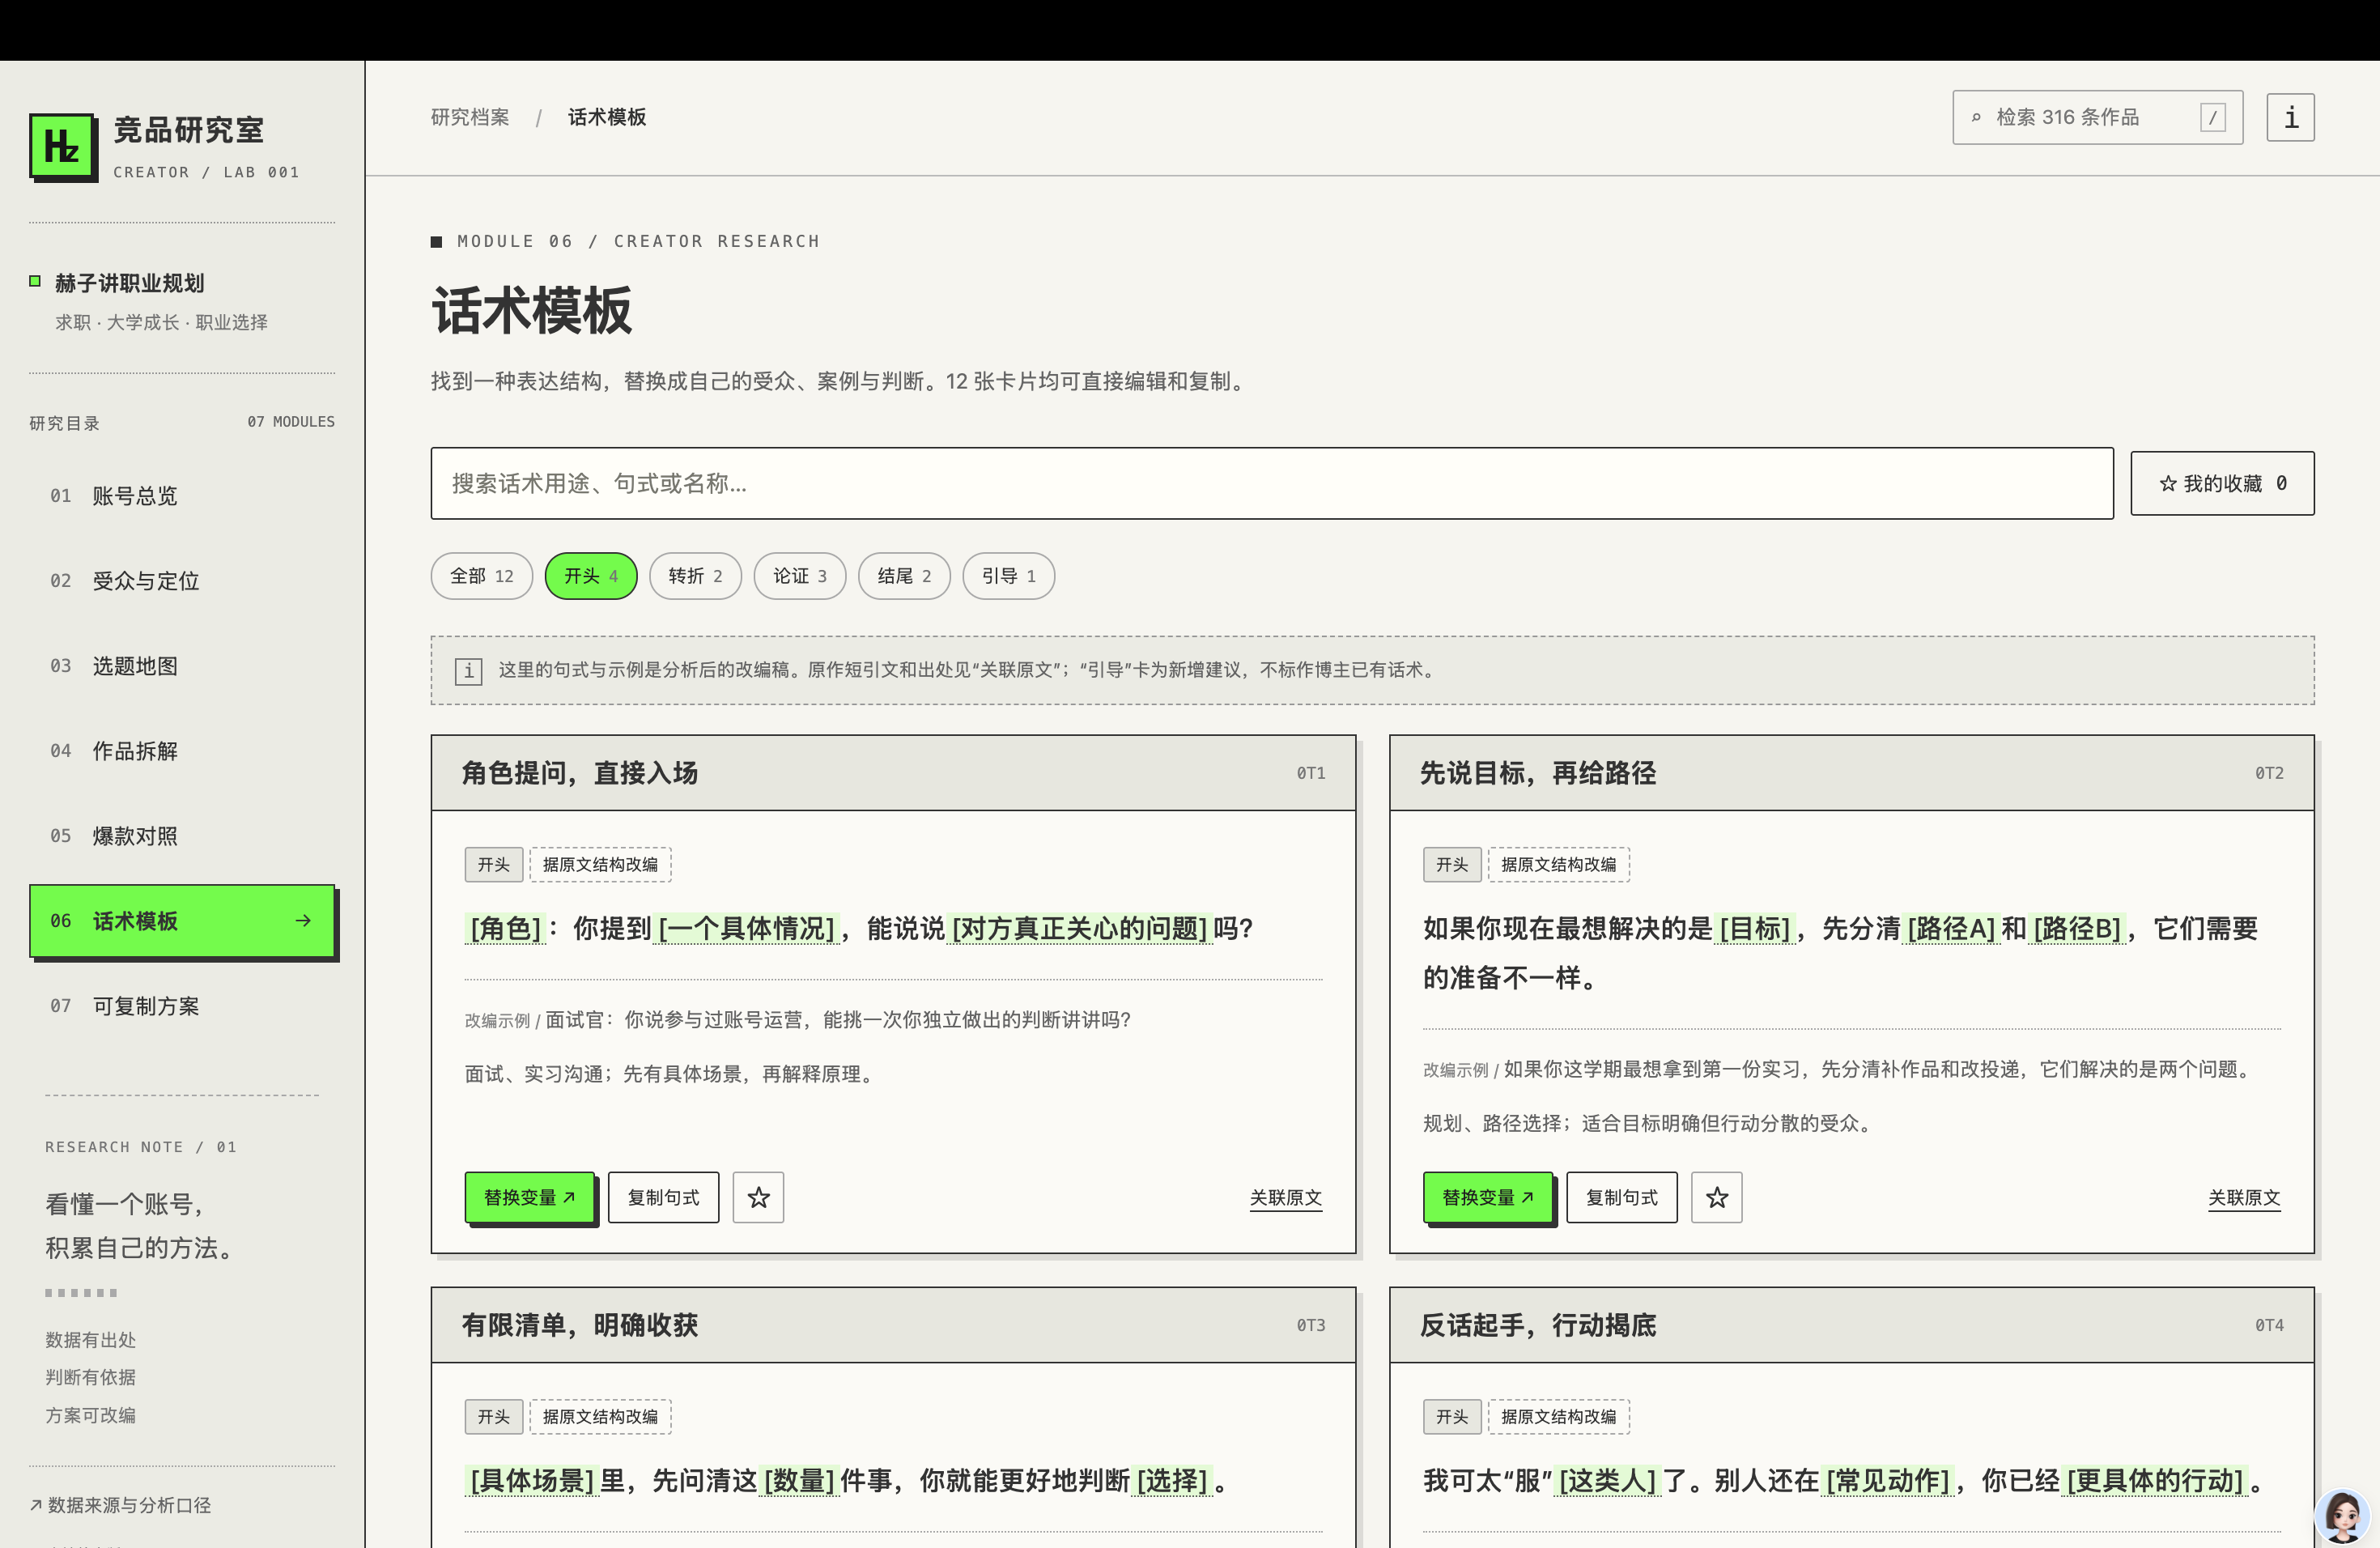 Hz
竞品研究室
CREATOR / LAB 001
赫子讲职业规划
求职 · 大学成长 · 职业选择
研究目录 07 MODULES
01 账号总览
02 受众与定位
03 选题地图
04 作品拆解
05 爆款对照
06 话术模板 →
07 可复制方案
RESEARCH NOTE / 01
看懂一个账号，
积累自己的方法。
数据有出处
判断有依据
方案可改编
↗ 数据来源与分析口径
研究档案 / 话术模板
检索 316 条作品 /
i
MODULE 06 / CREATOR RESEARCH
话术模板
找到一种表达结构，替换成自己的受众、案例与判断。12 张卡片均可直接编辑和复制。
搜索话术用途、句式或名称...
☆ 我的收藏 0
全部 12 开头 4 转折 2 论证 3 结尾 2 引导 1
i 这里的句式与示例是分析后的改编稿。原作短引文和出处见“关联原文”；“引导”卡为新增建议，不标作博主已有话术。
角色提问，直接入场 0T1
开头 据原文结构改编
[角色]：你提到[一个具体情况]，能说说[对方真正关心的问题]吗？
改编示例 / 面试官：你说参与过账号运营，能挑一次你独立做出的判断讲讲吗？
面试、实习沟通；先有具体场景，再解释原理。
替换变量 ↗ 复制句式 ☆ 关联原文
先说目标，再给路径 0T2
开头 据原文结构改编
如果你现在最想解决的是[目标]，先分清[路径A]和[路径B]，它们需要
的准备不一样。
改编示例 / 如果你这学期最想拿到第一份实习，先分清补作品和改投递，它们解决的是两个问题。
规划、路径选择；适合目标明确但行动分散的受众。
替换变量 ↗ 复制句式 ☆ 关联原文
有限清单，明确收获 0T3
开头 据原文结构改编
[具体场景]里，先问清这[数量]件事，你就能更好地判断[选择]。
反话起手，行动揭底 0T4
开头 据原文结构改编
我可太“服”[这类人]了。别人还在[常见动作]，你已经[更具体的行动]。